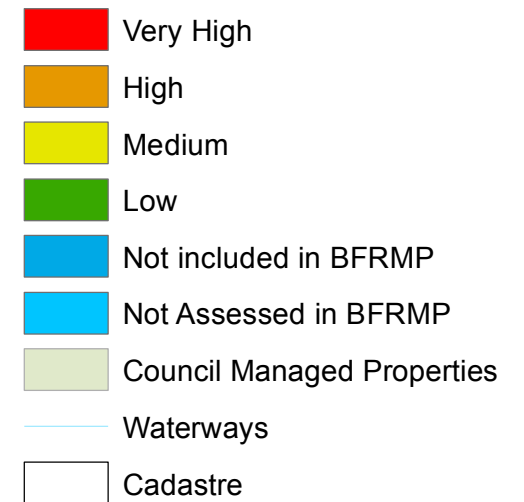 Very High
High
Medium
Low
Not included in BFRMP
Not Assessed in BFRMP
Council Managed Properties
Waterways
Cadastre